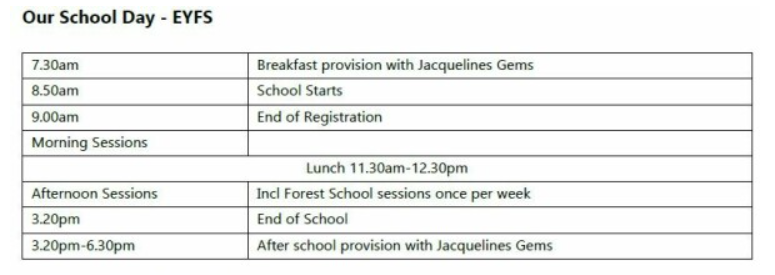 Our School Day - EYFS
7.30am Breakfast provision with Jacquelines Gems
8.50am School Starts
9.00am End of Registration
Morning Sessions
Lunch 11.30am-12.30pm
Afternoon Sessions Incl Forest School sessions once per week
3.20pm End of School
3.20pm-6.30pm After school provision with Jacquelines Gems